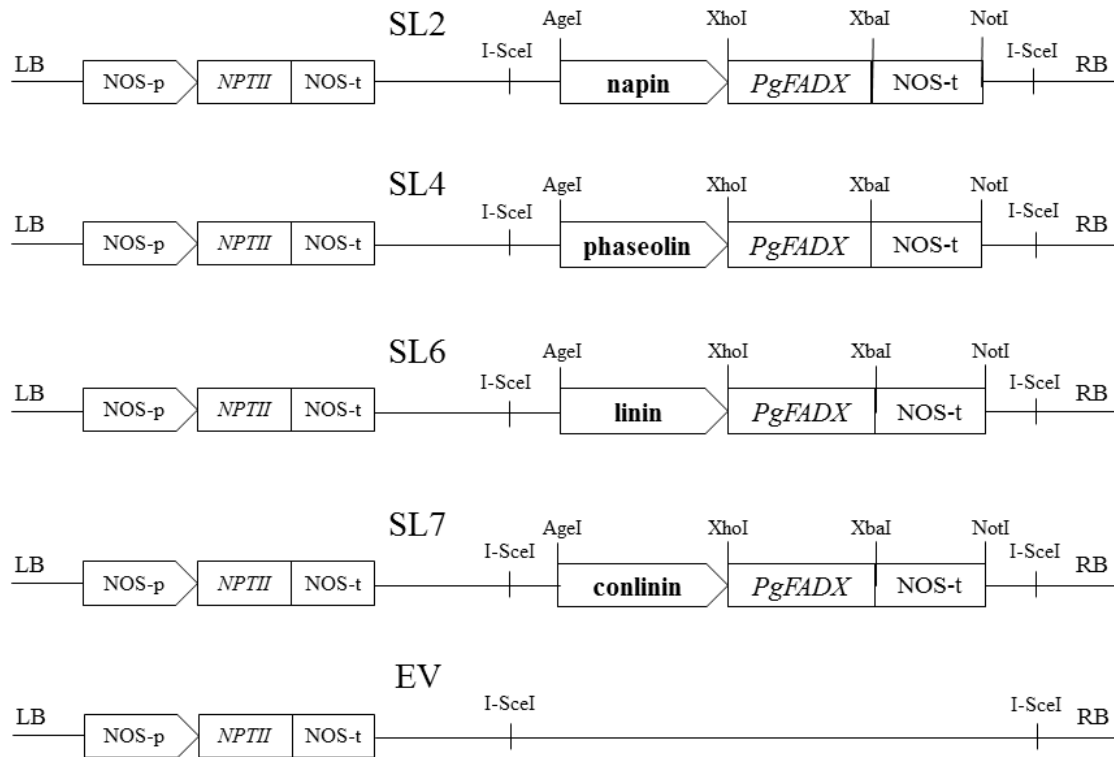 SL2
AgeI XhoI XbaI NotI
I-SceI I-SceI
LB RB
NOS-p NPTII NOS-t napin PgFADX NOS-t
SL4
AgeI XhoI XbaI NotI
I-SceI I-SceI
LB RB
NOS-p NPTII NOS-t phaseolin PgFADX NOS-t
SL6
AgeI XhoI XbaI NotI
I-SceI I-SceI
LB RB
NOS-p NPTII NOS-t linin PgFADX NOS-t
SL7
AgeI XhoI XbaI NotI
I-SceI I-SceI
LB RB
NOS-p NPTII NOS-t conlinin PgFADX NOS-t
EV
I-SceI I-SceI
LB RB
NOS-p NPTII NOS-t